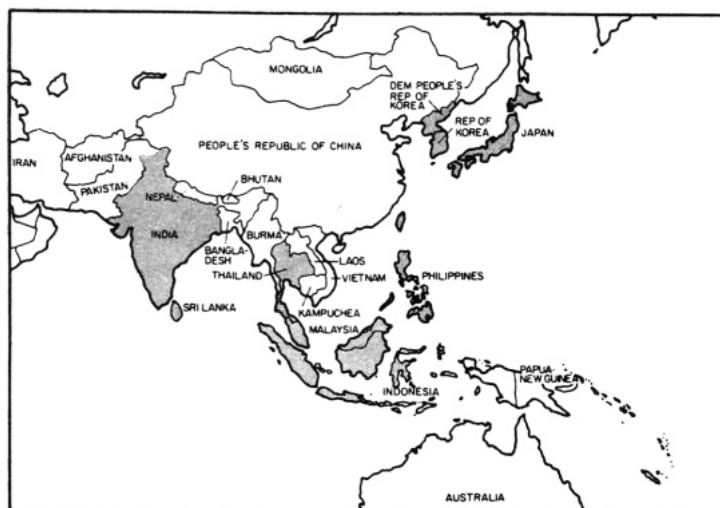 MONGOLIA
DEM PEOPLE'S
REP OF
KOREA
REP OF
KOREA
JAPAN
PEOPLE'S REPUBLIC OF CHINA
IRAN
AFGHANISTAN
PAKISTAN
NEPAL
BHUTAN
INDIA
BANGLA-
DESH
BURMA
LAOS
THAILAND
VIETNAM
PHILIPPINES
SRI LANKA
KAMPUCHEA
MALAYSIA
INDONESIA
PAPUA-
NEW GUINEA
AUSTRALIA